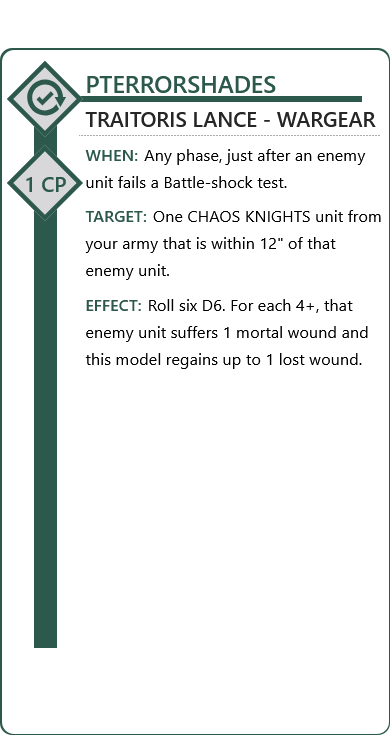 PTERRORSHADES
TRAITORIS LANCE - WARGEAR
1 CP
WHEN: Any phase, just after an enemy
unit fails a Battle-shock test.
TARGET: One CHAOS KNIGHTS unit from
your army that is within 12" of that
enemy unit.
EFFECT: Roll six D6. For each 4+, that
enemy unit suffers 1 mortal wound and
this model regains up to 1 lost wound.